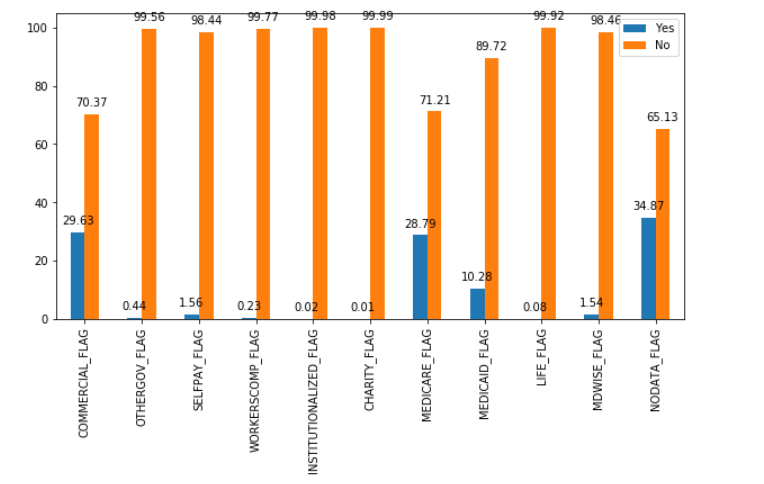 99.56
98.44
99.77
99.98
99.99
99.92
98.46
Yes
No
100
80
60
40
20
0
70.37
89.72
71.21
65.13
29.63
28.79
34.87
10.28
0.44
1.56
0.23
0.02
0.01
0.08
1.54
COMMERCIAL_FLAG
OTHERGOV_FLAG
SELFPAY_FLAG
WORKERSCOMP_FLAG
INSTITUTIONALIZED_FLAG
CHARITY_FLAG
MEDICARE_FLAG
MEDICAID_FLAG
LIFE_FLAG
MDWISE_FLAG
NODATA_FLAG